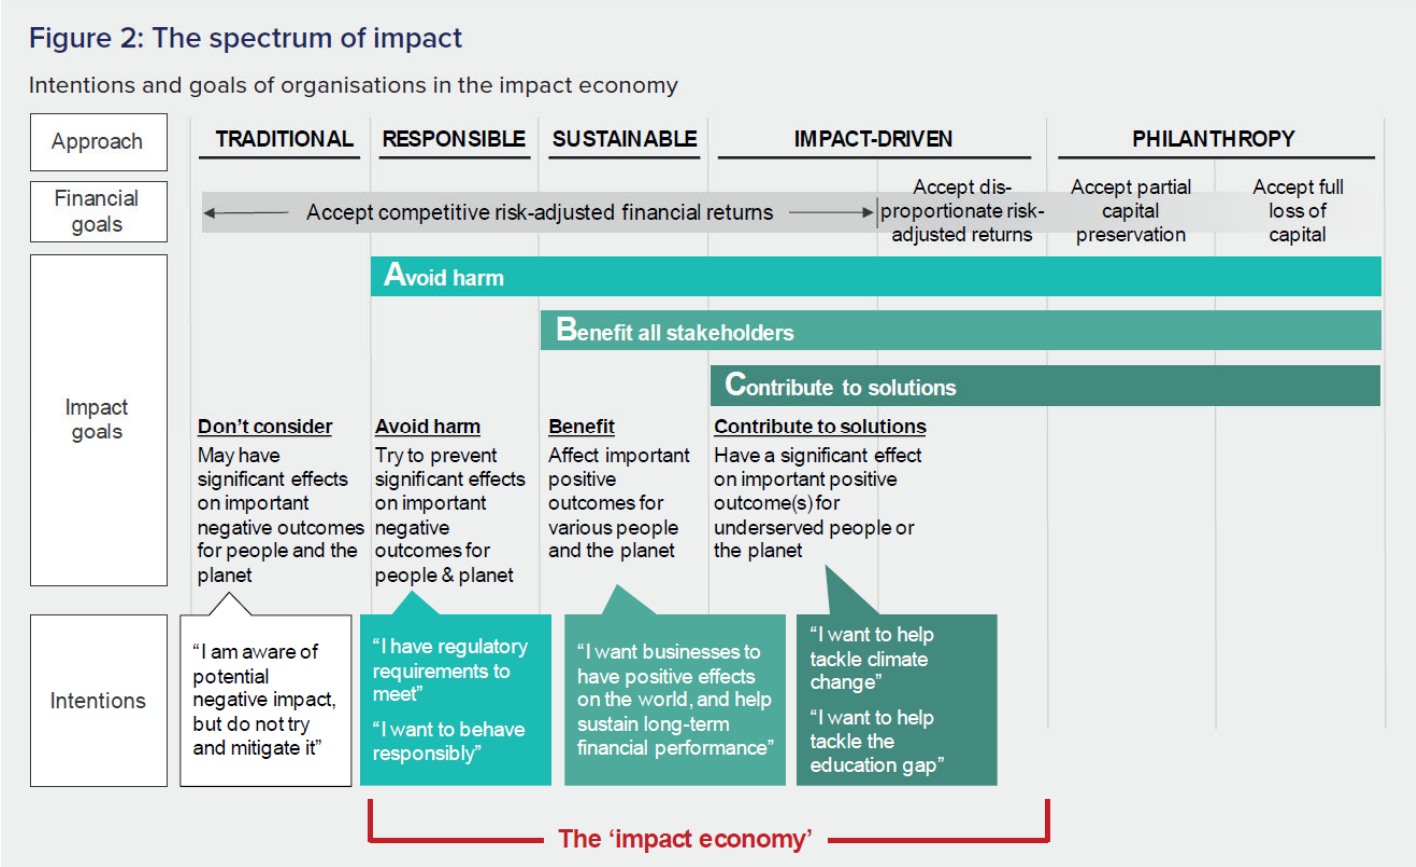 Figure 2: The spectrum of impact
Intentions and goals of organisations in the impact economy
Approach
TRADITIONAL
RESPONSIBLE
SUSTAINABLE
IMPACT-DRIVEN
PHILANTHROPY
Financial
goals
Accept competitive risk-adjusted financial returns
Accept dis-
proportionate risk-
adjusted returns
Accept partial
capital
preservation
Accept full
loss of
capital
Impact
goals
Avoid harm
Benefit all stakeholders
Contribute to solutions
Don’t consider
May have
significant effects
on important
negative outcomes
for people and the
planet
Avoid harm
Try to prevent
significant effects
on important
negative
outcomes for
people & planet
Benefit
Affect important
positive
outcomes for
various people
and the planet
Contribute to solutions
Have a significant effect
on important positive
outcome(s) for
underserved people or
the planet
Intentions
“I am aware of
potential
negative impact,
but do not try
and mitigate it”
“I have regulatory
requirements to
meet”
“I want to behave
responsibly”
“I want businesses to
have positive effects
on the world, and help
sustain long-term
financial performance”
“I want to help
tackle climate
change”
“I want to help
tackle the
education gap”
The ‘impact economy’